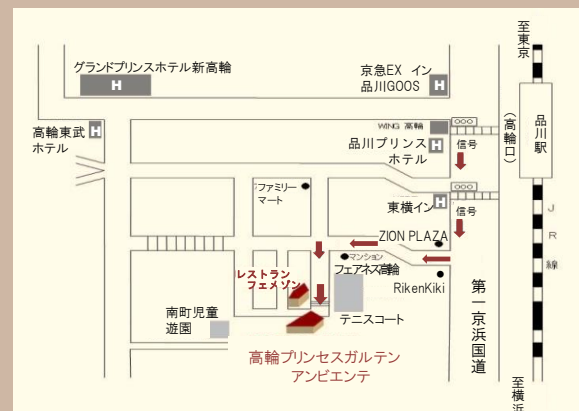 至東京
グランドプリンスホテル新高輪
H
京急EX イン
品川GOOS
H
高輪東武
ホテル
H
WING 高輪
品川プリンス
ホテル
H
信号
(高輪口)
品川駅
ファミリー
マート
東横イン
H
信号
JR線
ZION PLAZA
マンション
フェアネス高輪
RikenKiki
第一京浜国道
レストラン
フェメゾン
南町児童
遊園
テニスコート
高輪プリンセスガルテン
アンビエンテ
至横浜